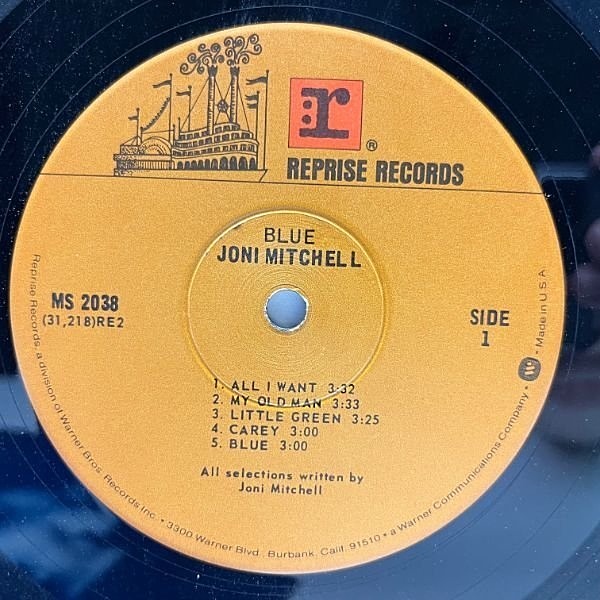 :r
®
REPRISE RECORDS
BLUE
JONI MITCHELL
MS 2038
(31,218)RE2
SIDE
1
1. ALL I WANT 3:32
2. MY OLD MAN 3:33
3. LITTLE GREEN 3:25
4. CAREY 3:00
5. BLUE 3:00
All selections written by
Joni Mitchell
Reprise Records, a division of Warner Bros. Records Inc. • 3300 Warner Blvd., Burbank, Calif. 91510 • a Warner Communications Company • W • Made in U.S.A.